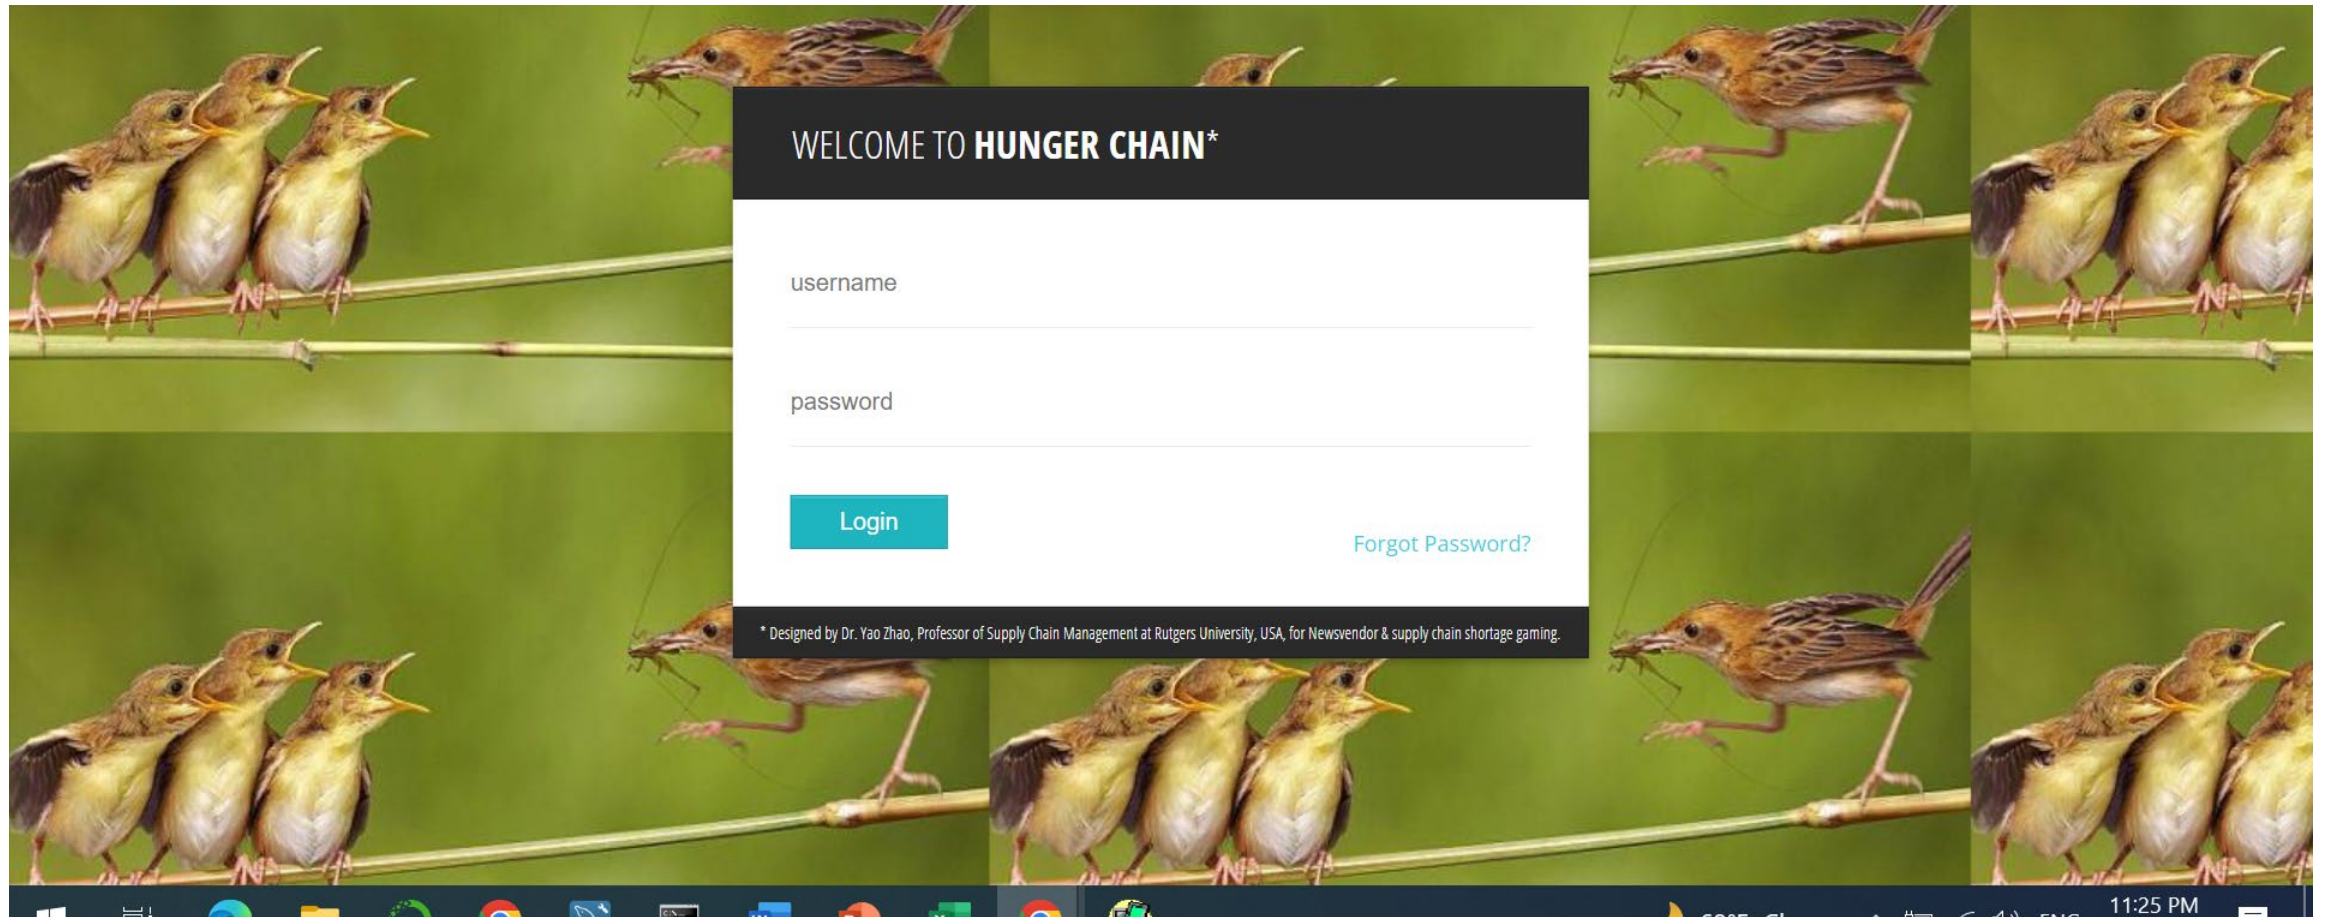 WELCOME TO HUNGER CHAIN*
username
password
Login
Forgot Password?
* Designed by Dr. Yao Zhao, Professor of Supply Chain Management at Rutgers University, USA, for Newsvendor & supply chain shortage gaming.
11:25 PM